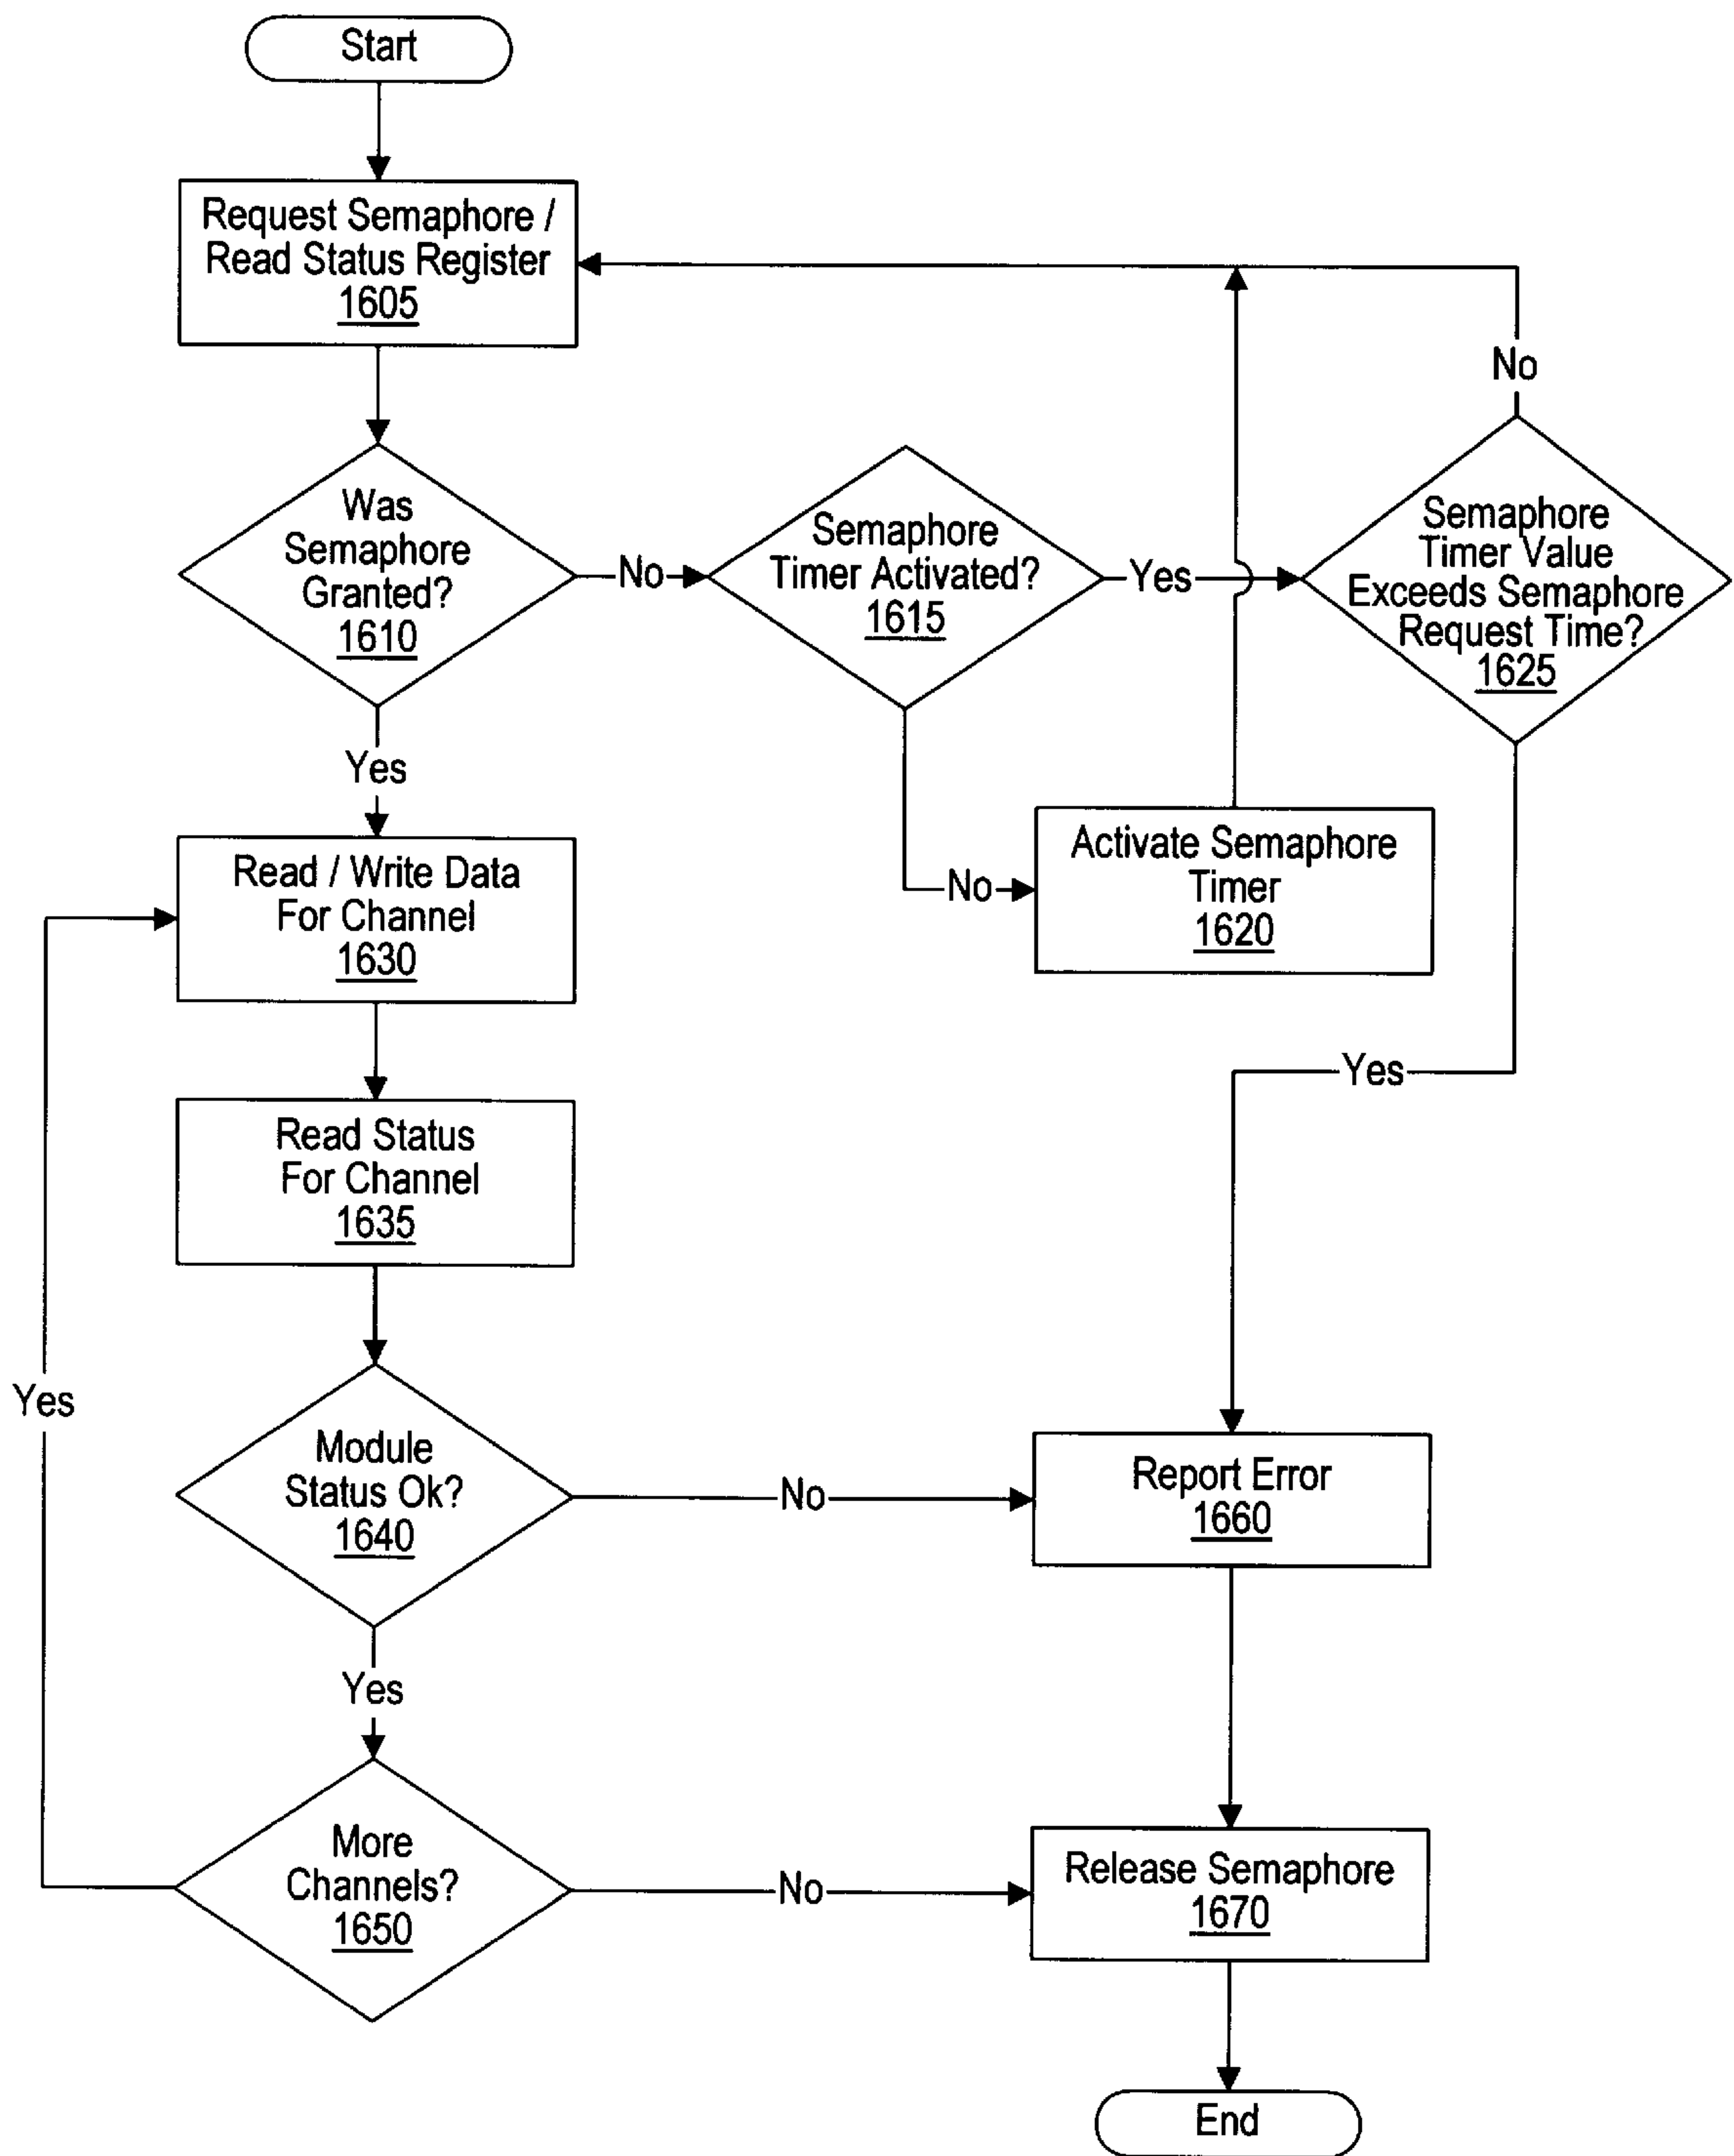 Start
Request Semaphore /
Read Status Register
1605
Was
Semaphore
Granted?
1610
No
Semaphore
Timer Activated?
1615
Yes
Semaphore
Timer Value
Exceeds Semaphore
Request Time?
1625
No
Yes
No
Activate Semaphore
Timer
1620
Read / Write Data
For Channel
1630
Yes
Read Status
For Channel
1635
Yes
Module
Status Ok?
1640
No
Report Error
1660
Yes
More
Channels?
1650
No
Release Semaphore
1670
End